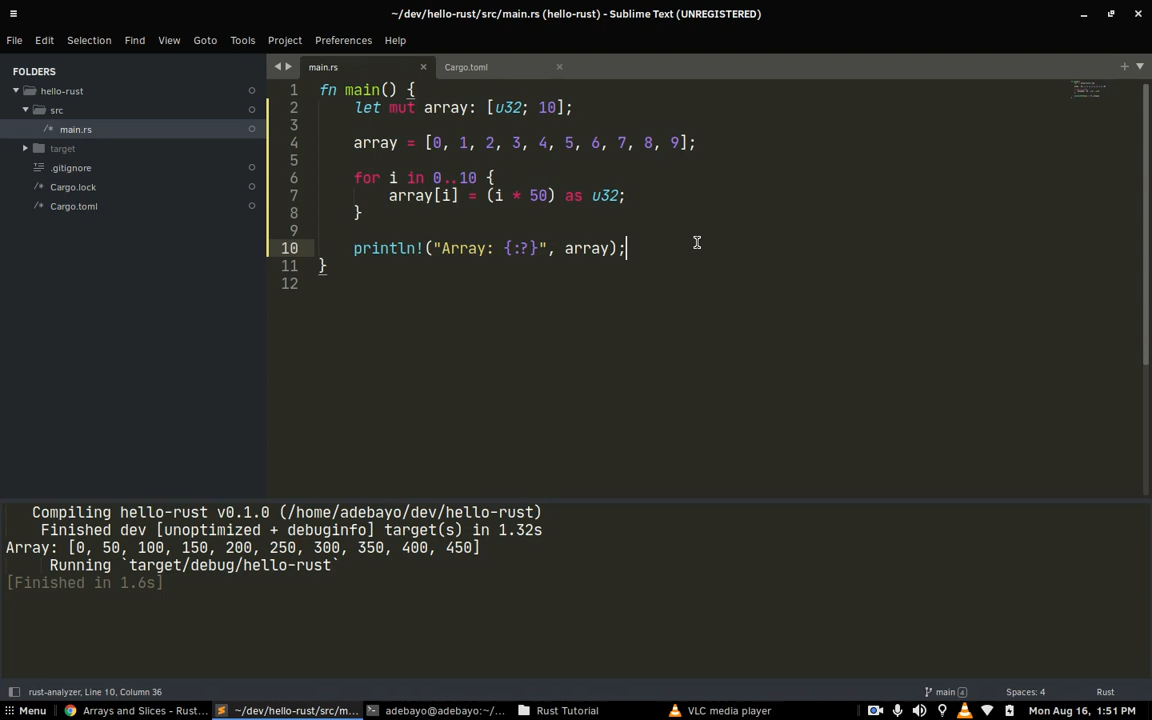 ~/dev/hello-rust/src/main.rs (hello-rust) - Sublime Text (UNREGISTERED)
File Edit Selection Find View Goto Tools Project Preferences Help
FOLDERS
hello-rust
src
/* main.rs
target
.gitignore
/* Cargo.lock
/* Cargo.toml
main.rs Cargo.toml
1 fn main() {
2 let mut array: [u32; 10];
3
4 array = [0, 1, 2, 3, 4, 5, 6, 7, 8, 9];
5
6 for i in 0..10 {
7 array[i] = (i * 50) as u32;
8 }
9
10 println!("Array: {:?}", array);
11 }
12
Compiling hello-rust v0.1.0 (/home/adebayo/dev/hello-rust)
Finished dev [unoptimized + debuginfo] target(s) in 1.32s
Array: [0, 50, 100, 150, 200, 250, 300, 350, 400, 450]
Running `target/debug/hello-rust`
[Finished in 1.6s]
rust-analyzer, Line 10, Column 36 main 4 Spaces: 4 Rust
Menu Arrays and Slices - Rust... ~/dev/hello-rust/src/m... adebayo@adebayo:~/... Rust Tutorial VLC media player Mon Aug 16, 1:51 PM